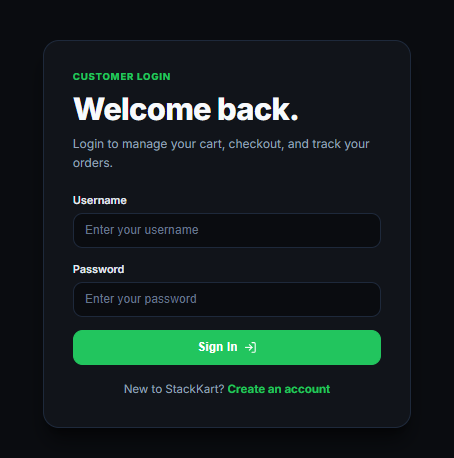 CUSTOMER LOGIN
Welcome back.
Login to manage your cart, checkout, and track your
orders.
Username
Enter your username
Password
Enter your password
Sign In
New to StackKart? Create an account